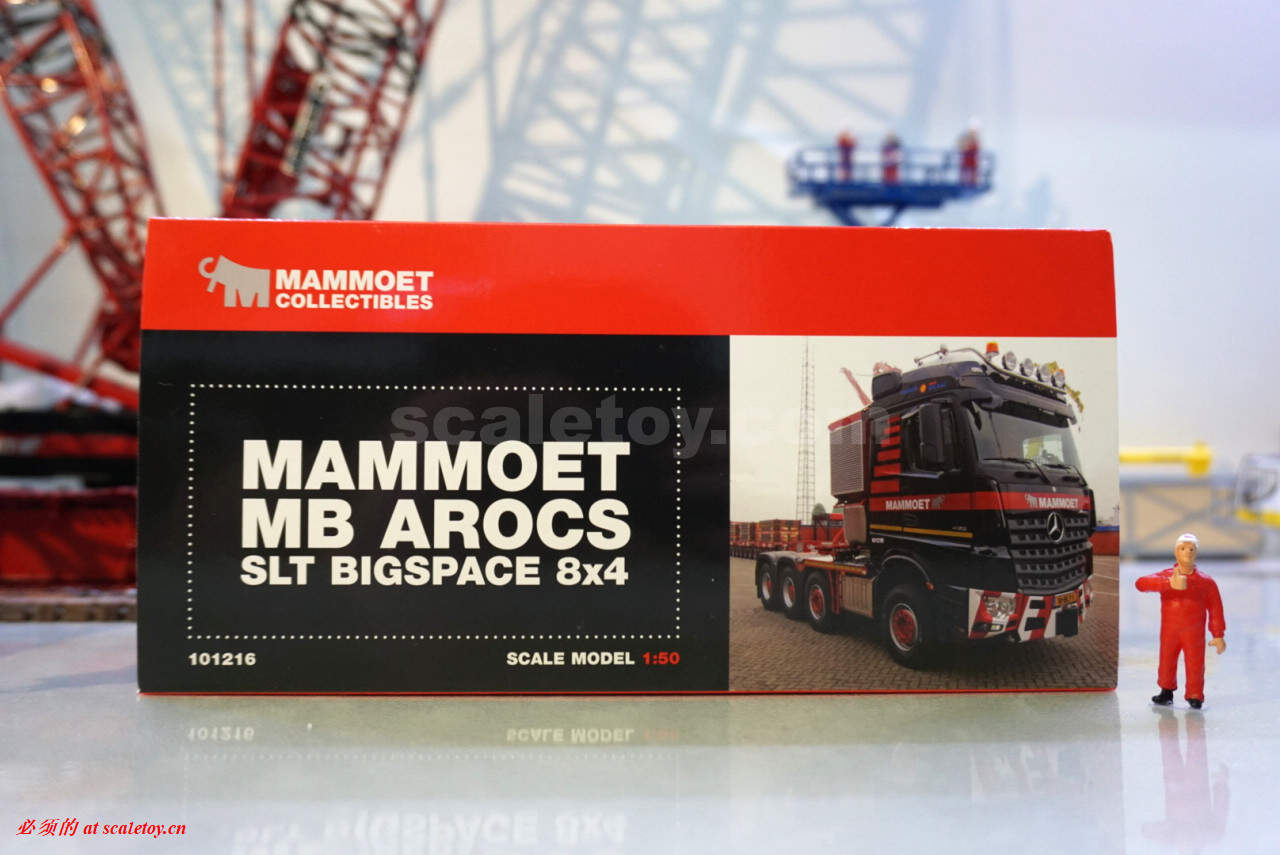 MAMMOET
COLLECTIBLES
scaletoy.com
MAMMOET
MB AROCS
SLT BIGSPACE 8x4
101216
SCALE MODEL 1:50
MAMMOET
MAMMOET
必须的 at scaletoy.cn